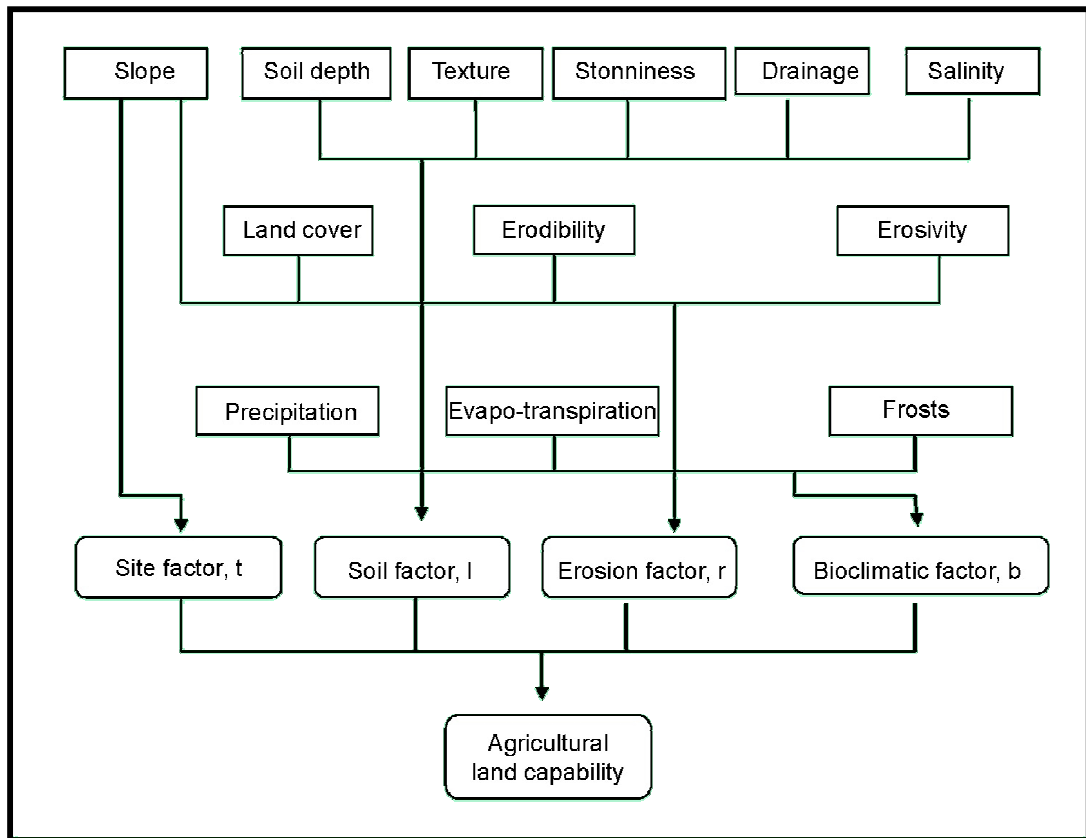 Slope
Soil depth
Texture
Stonniness
Drainage
Salinity
Land cover
Erodibility
Erosivity
Precipitation
Evapo-transpiration
Frosts
Site factor, t
Soil factor, l
Erosion factor, r
Bioclimatic factor, b
Agricultural
land capability